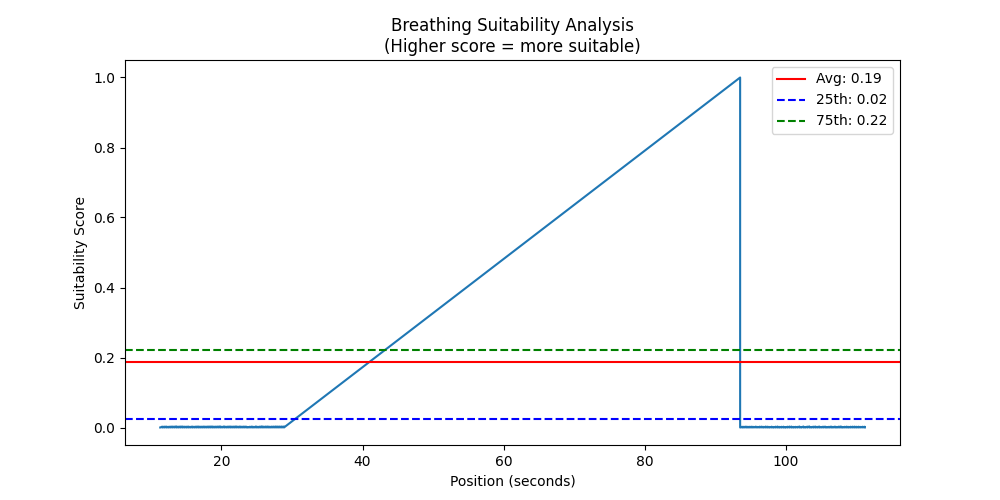 Breathing Suitability Analysis
(Higher score = more suitable)
Avg: 0.19
25th: 0.02
75th: 0.22
1.0
0.8
0.6
0.4
0.2
0.0
Suitability Score
20 40 60 80 100
Position (seconds)